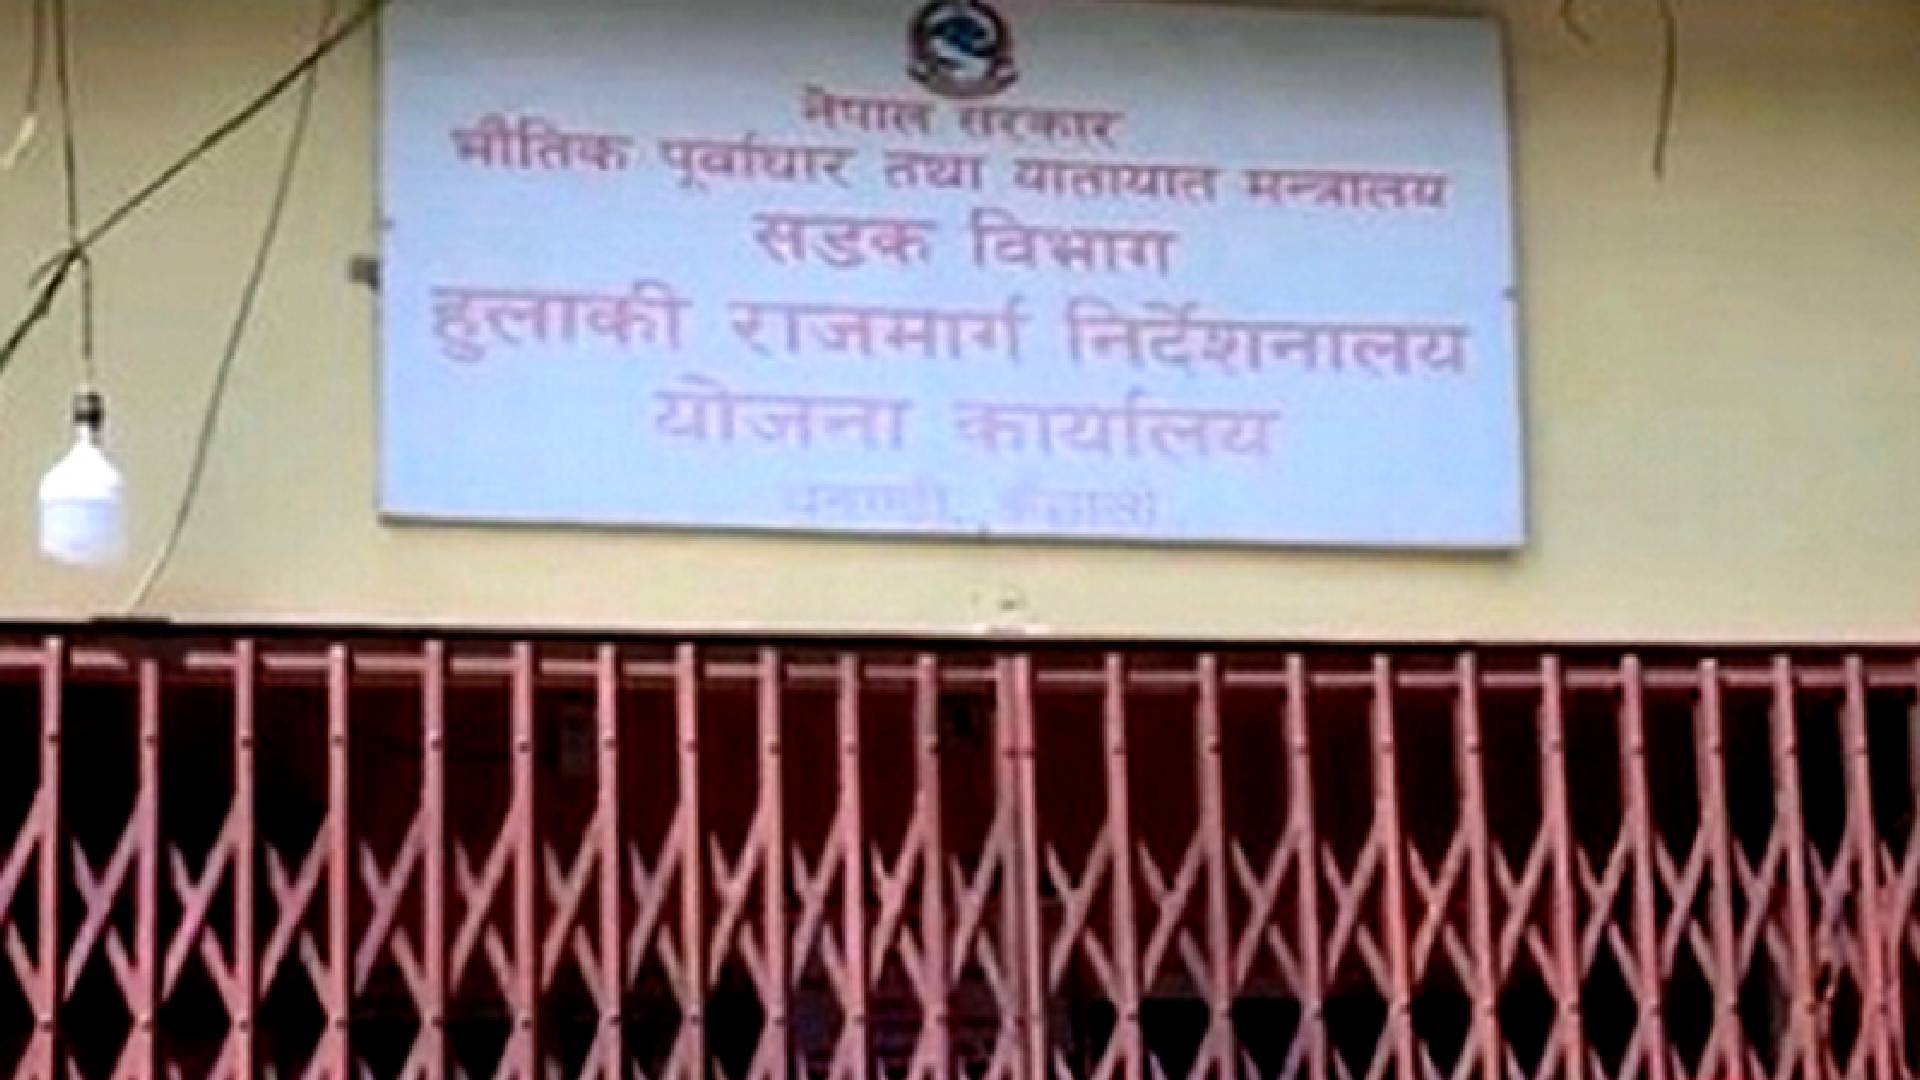 नेपाल सरकार
भौतिक पूर्वाधार तथा यातायात मन्त्रालय
सडक विभाग
हुलाकी राजमार्ग निर्देशनालय
योजना कार्यालय